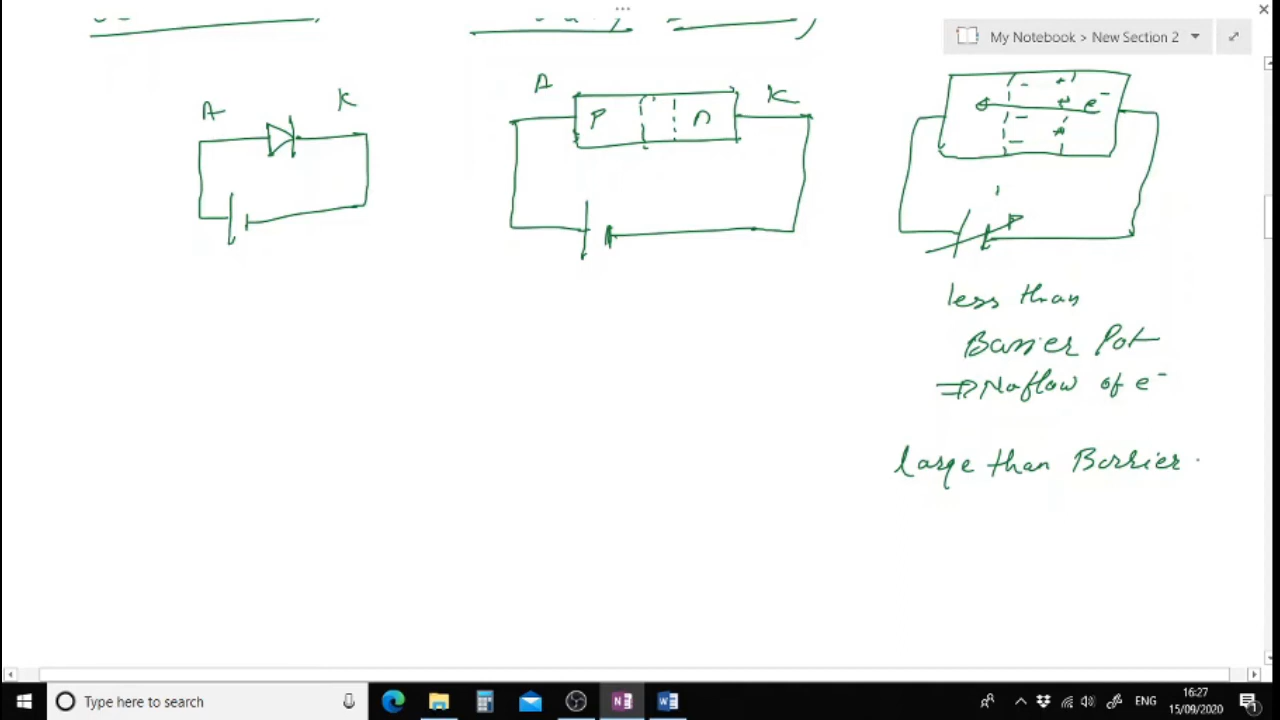 My Notebook > New Section 2
A K
A K
P n
e⁻
less than
Barrier Pot
⇒ No flow of e⁻
large than Barrier
Type here to search
ENG
16:27
15/09/2020